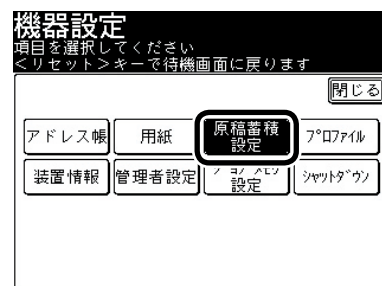 機器設定
項目を選択してください
<リセット>キーで待機画面に戻ります
閉じる
アドレス帳
用紙
原稿蓄積
設定
プロファイル
装置情報
管理者設定
設定
シャットダウン